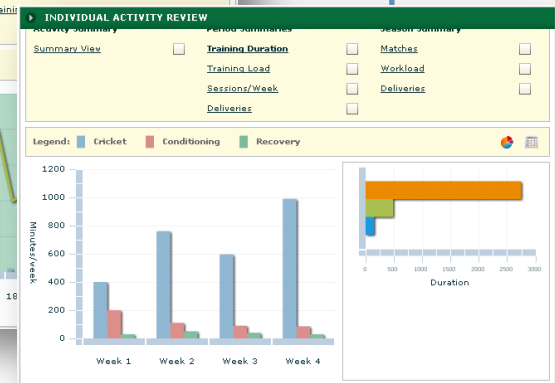 INDIVIDUAL ACTIVITY REVIEW
Activity Summary Period Summaries Season Summary
Summary View Training Duration Matches
Training Load Workload
Sessions/Week Deliveries
Deliveries
Legend: Cricket Conditioning Recovery
1200
1000
800
600
400
200
0
Minutes/week
Week 1 Week 2 Week 3 Week 4
0 500 1000 1500 2000 2500 3000
Duration
18